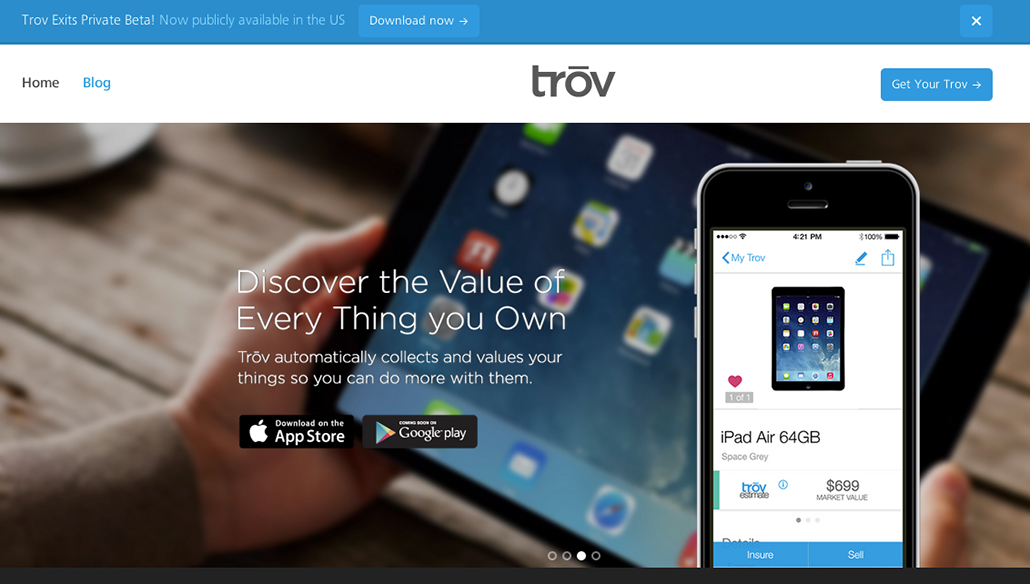 Trov Exits Private Beta! Now publicly available in the US
Download now →
×
Home
Blog
trōv
Get Your Trov →
Discover the Value of
Every Thing you Own
Trōv automatically collects and values your
things so you can do more with them.
Download on the
App Store
COMING SOON ON
Google play
4:21 PM
100%
My Trov
1 of 1
iPad Air 64GB
Space Grey
trōv
estimate
$699
MARKET VALUE
Details
Insure
Sell